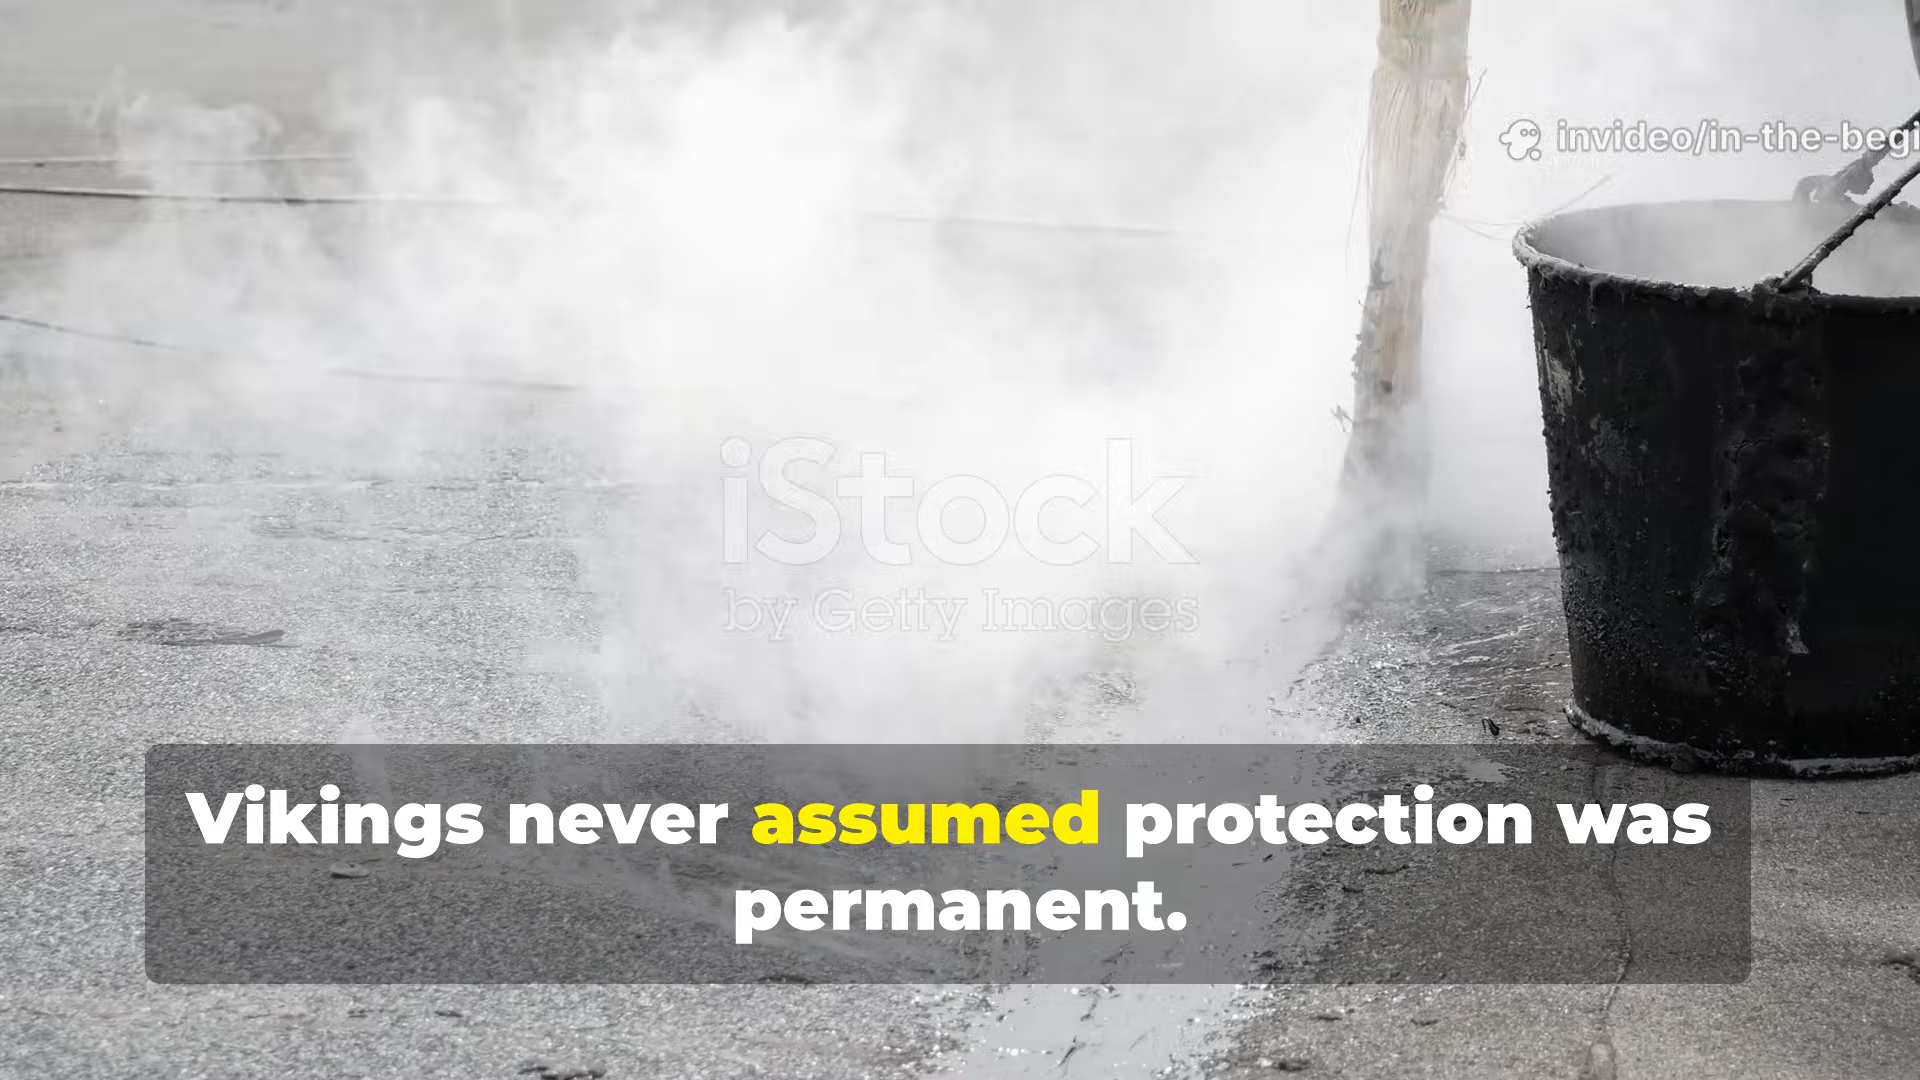 invideo/in-the-begi
iStock
by Getty Images
Vikings never assumed protection was
permanent.